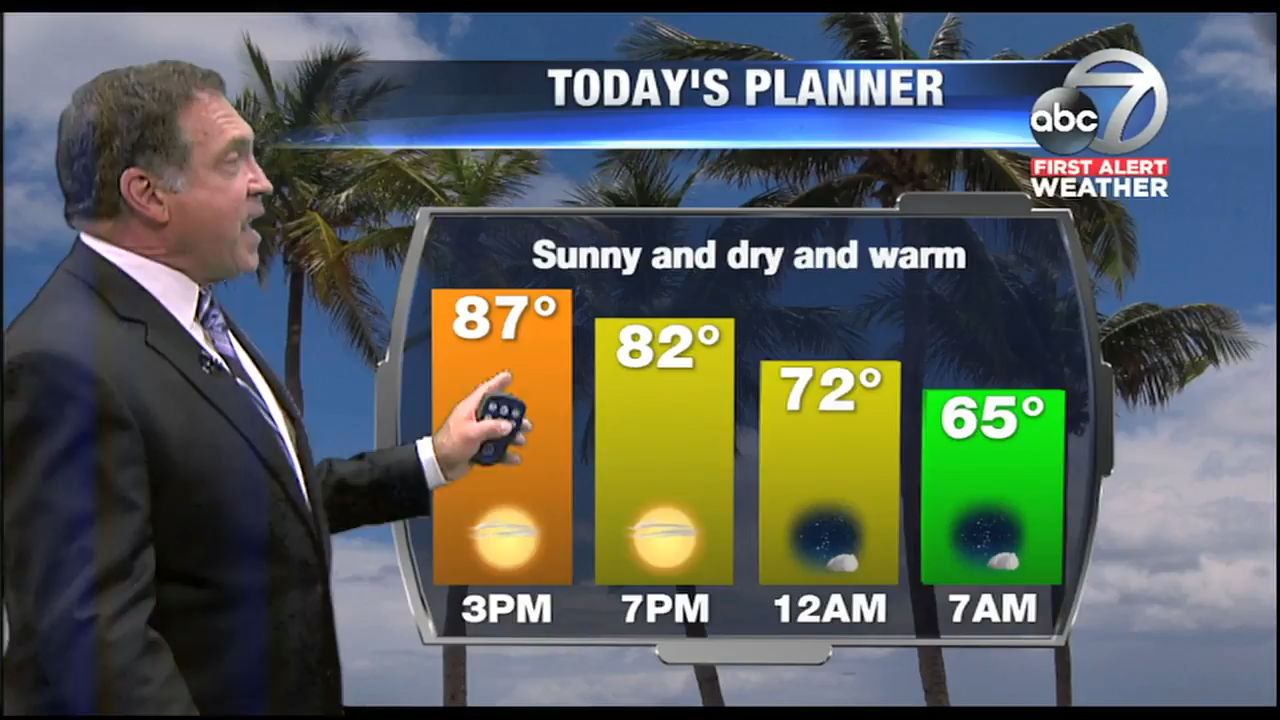 TODAY'S PLANNER
abc 7
FIRST ALERT
WEATHER
Sunny and dry and warm
87° 82° 72° 65°
3PM 7PM 12AM 7AM